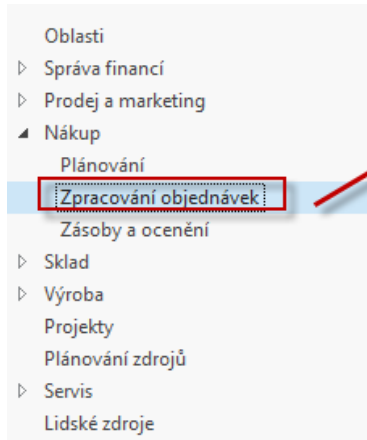 Oblasti
Správa financí
Prodej a marketing
Nákup
Plánování
Zpracování objednávek
Zásoby a ocenění
Sklad
Výroba
Projekty
Plánování zdrojů
Servis
Lidské zdroje